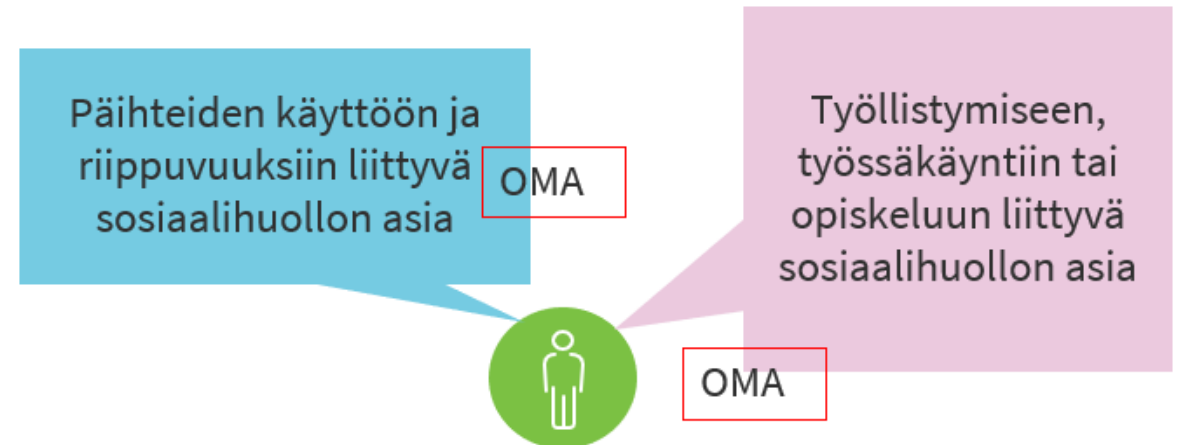 Päihteiden käyttöön ja
riippuvuuksiin liittyvä
sosiaalihuollon asia
OMA
Työllistymiseen,
työssäkäyntiin tai
opiskeluun liittyvä
sosiaalihuollon asia
OMA